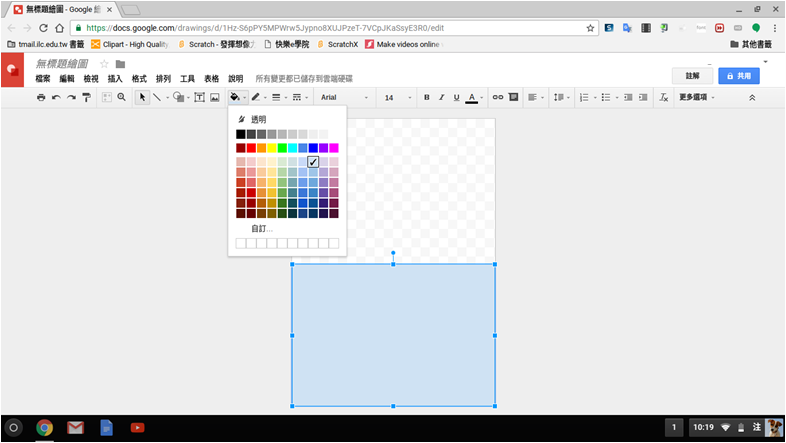 無標題繪圖 - Google 繪
https://docs.google.com/drawings/d/1Hz-S6pPY5MPWrw5Jypno8XUJPzeT-7VCpJKaSsyE3R0/edit
tmail.ilc.edu.tw 書籤 Clipart - High Quality Scratch - 發揮想像力 快樂e學院 ScratchX Make videos online 其他書籤
無標題繪圖
檔案 編輯 檢視 插入 格式 排列 工具 表格 說明 所有變更都已儲存到雲端硬碟
註解 共用
Arial 14 B I U A 更多選項
透明
自訂...
1 10:19 注